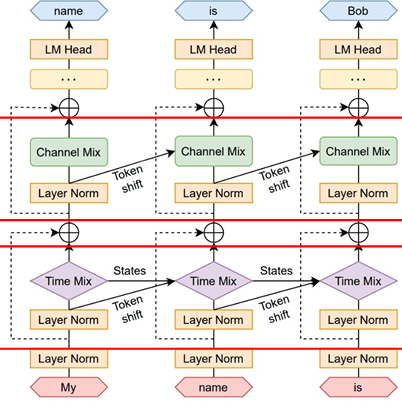 name is Bob
LM Head LM Head LM Head
... ... ...
Channel Mix Channel Mix Channel Mix
Token shift Token shift
Layer Norm Layer Norm Layer Norm
States States
Time Mix Time Mix Time Mix
Token shift Token shift
Layer Norm Layer Norm Layer Norm
Layer Norm Layer Norm Layer Norm
My name is